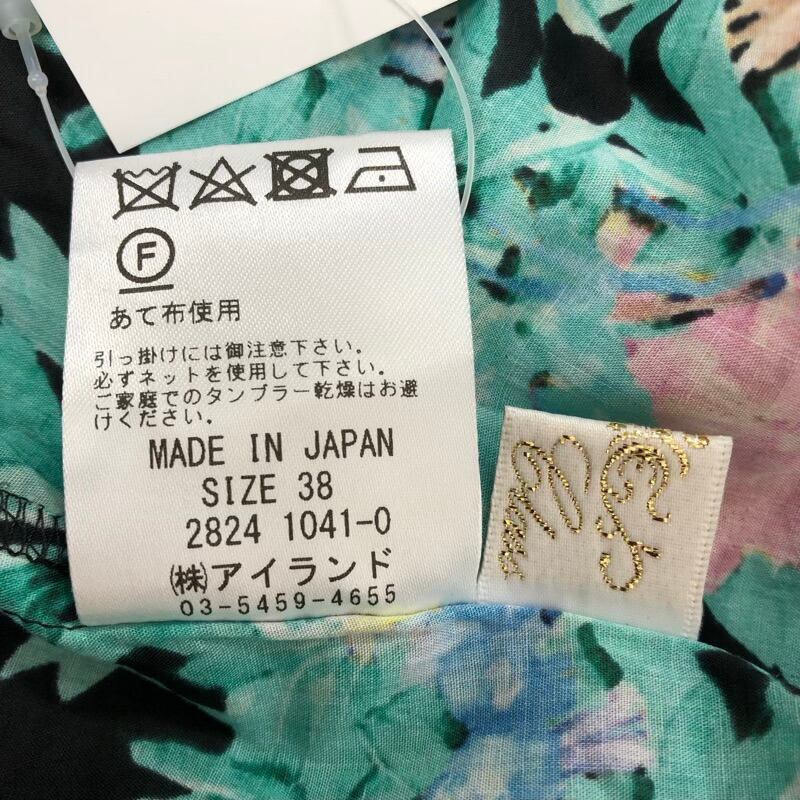 F
あて布使用
引っ掛けには御注意下さい。
必ずネットを使用して下さい。
ご家庭でのタンブラー乾燥はお避
けください。
MADE IN JAPAN
SIZE 38
2824 1041-0
㈱アイランド
03-5459-4655